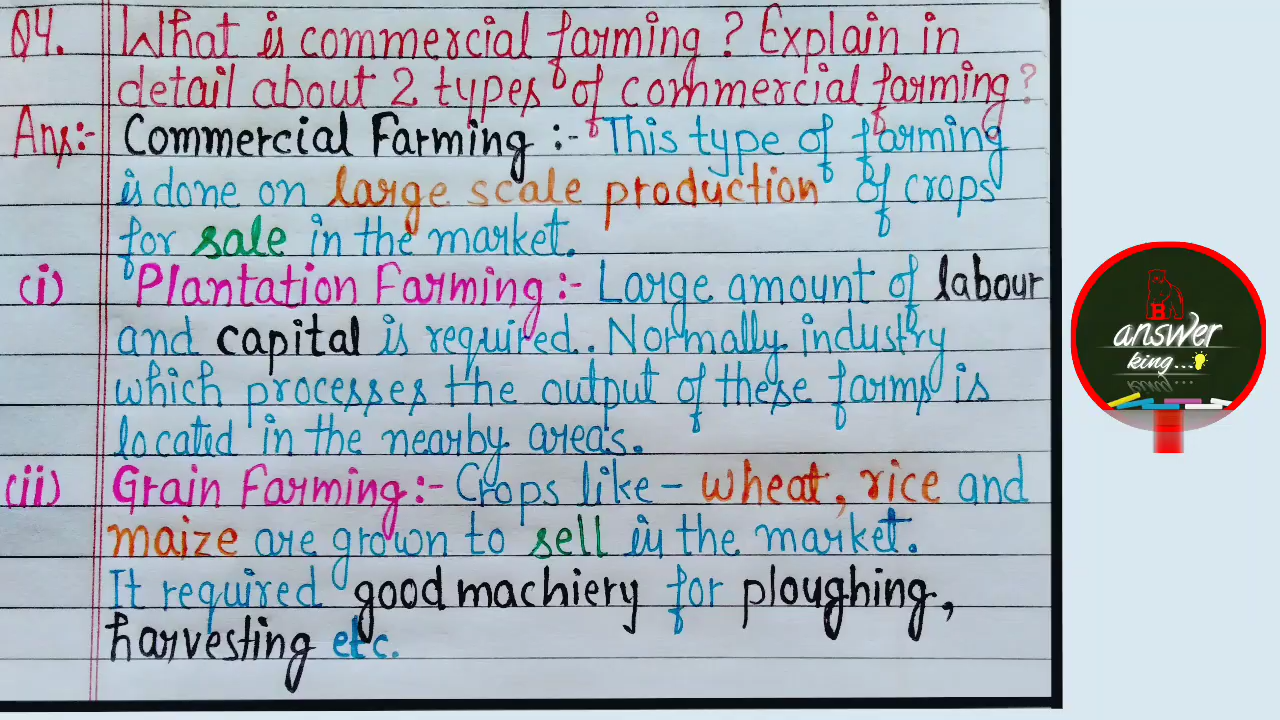 Q4. What is commercial farming? Explain in
detail about 2 types of commercial farming?
Ans:- Commercial Farming :- This type of farming
is done on large scale production of crops
for sale in the market.
(i) Plantation Farming :- Large amount of labour
and capital is required. Normally industry
which processes the output of these farms is
located in the nearby areas.
(ii) Grain Farming :- Crops like - wheat, rice and
maize are grown to sell in the market.
It required good machiery for ploughing,
harvesting etc.
B
answer
king...